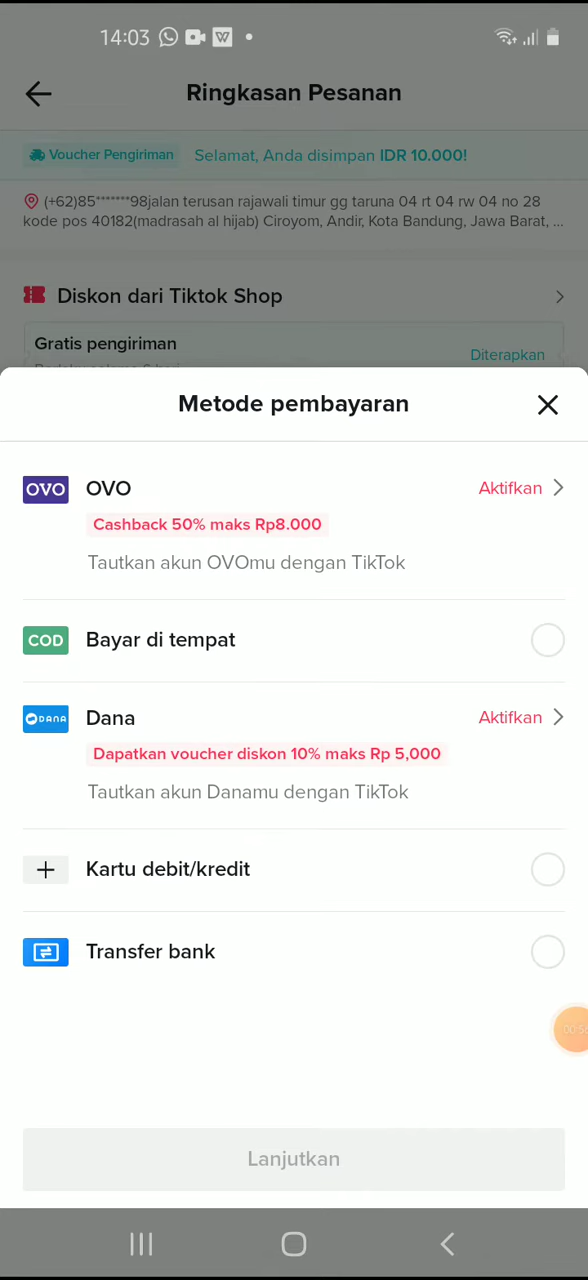 14:03
Ringkasan Pesanan
Voucher Pengiriman Selamat, Anda disimpan IDR 10.000!
(+62)85*******98jalan terusan rajawali timur gg taruna 04 rt 04 rw 04 no 28
kode pos 40182(madrasah al hijab) Ciroyom, Andir, Kota Bandung, Jawa Barat, ...
Diskon dari Tiktok Shop
Gratis pengiriman
Diterapkan
Metode pembayaran
OVO OVO Aktifkan
Cashback 50% maks Rp8.000
Tautkan akun OVOmu dengan TikTok
COD Bayar di tempat
DANA Dana Aktifkan
Dapatkan voucher diskon 10% maks Rp 5,000
Tautkan akun Danamu dengan TikTok
Kartu debit/kredit
Transfer bank
Lanjutkan